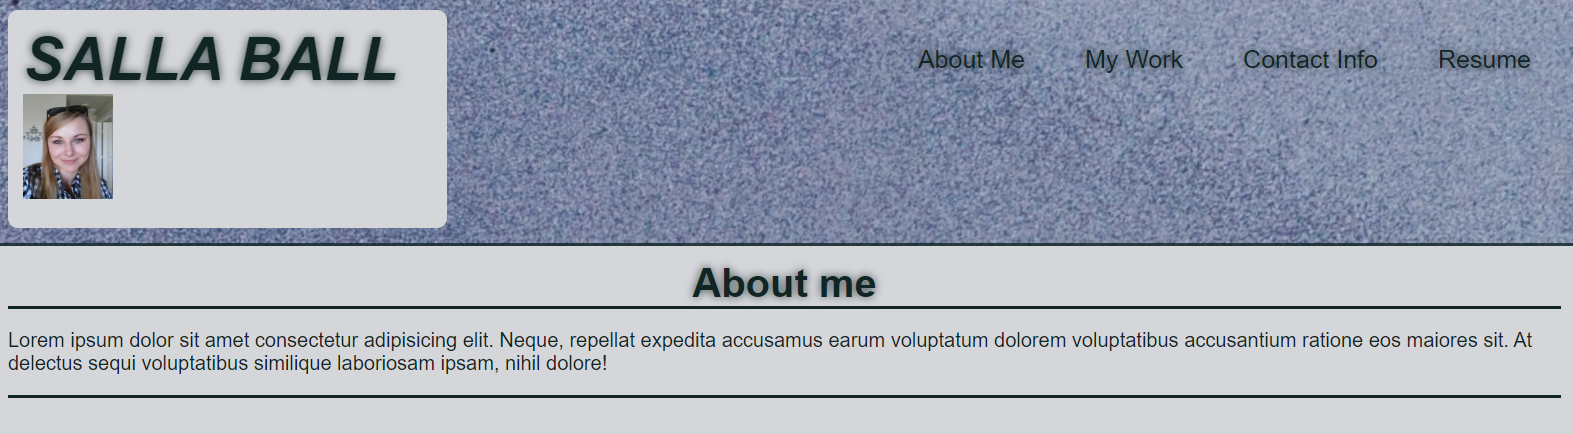 SALLA BALL
About Me
My Work
Contact Info
Resume
About me
Lorem ipsum dolor sit amet consectetur adipisicing elit. Neque, repellat expedita accusamus earum voluptatum dolorem voluptatibus accusantium ratione eos maiores sit. At
delectus sequi voluptatibus similique laboriosam ipsam, nihil dolore!